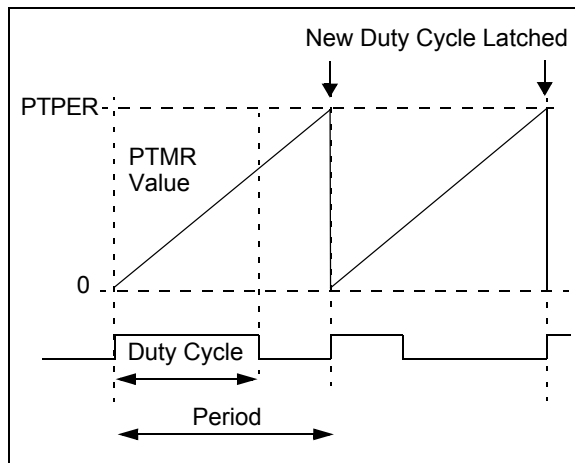 New Duty Cycle Latched
PTPER
PTMR
Value
0
Duty Cycle
Period